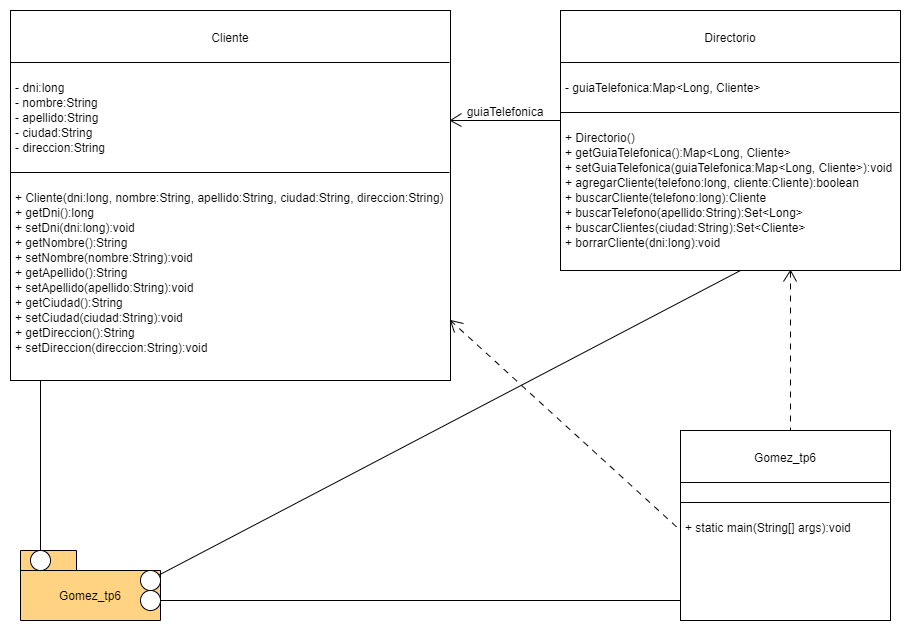 Cliente
- dni:long
- nombre:String
- apellido:String
- ciudad:String
- direccion:String
+ Cliente(dni:long, nombre:String, apellido:String, ciudad:String, direccion:String)
+ getDni():long
+ setDni(dni:long):void
+ getNombre():String
+ setNombre(nombre:String):void
+ getApellido():String
+ setApellido(apellido:String):void
+ getCiudad():String
+ setCiudad(ciudad:String):void
+ getDireccion():String
+ setDireccion(direccion:String):void
guiaTelefonica
Directorio
- guiaTelefonica:Map<Long, Cliente>
+ Directorio()
+ getGuiaTelefonica():Map<Long, Cliente>
+ setGuiaTelefonica(guiaTelefonica:Map<Long, Cliente>):void
+ agregarCliente(telefono:long, cliente:Cliente):boolean
+ buscarCliente(telefono:long):Cliente
+ buscarTelefono(apellido:String):Set<Long>
+ buscarClientes(ciudad:String):Set<Cliente>
+ borrarCliente(dni:long):void
Gomez_tp6
+ static main(String[] args):void
Gomez_tp6